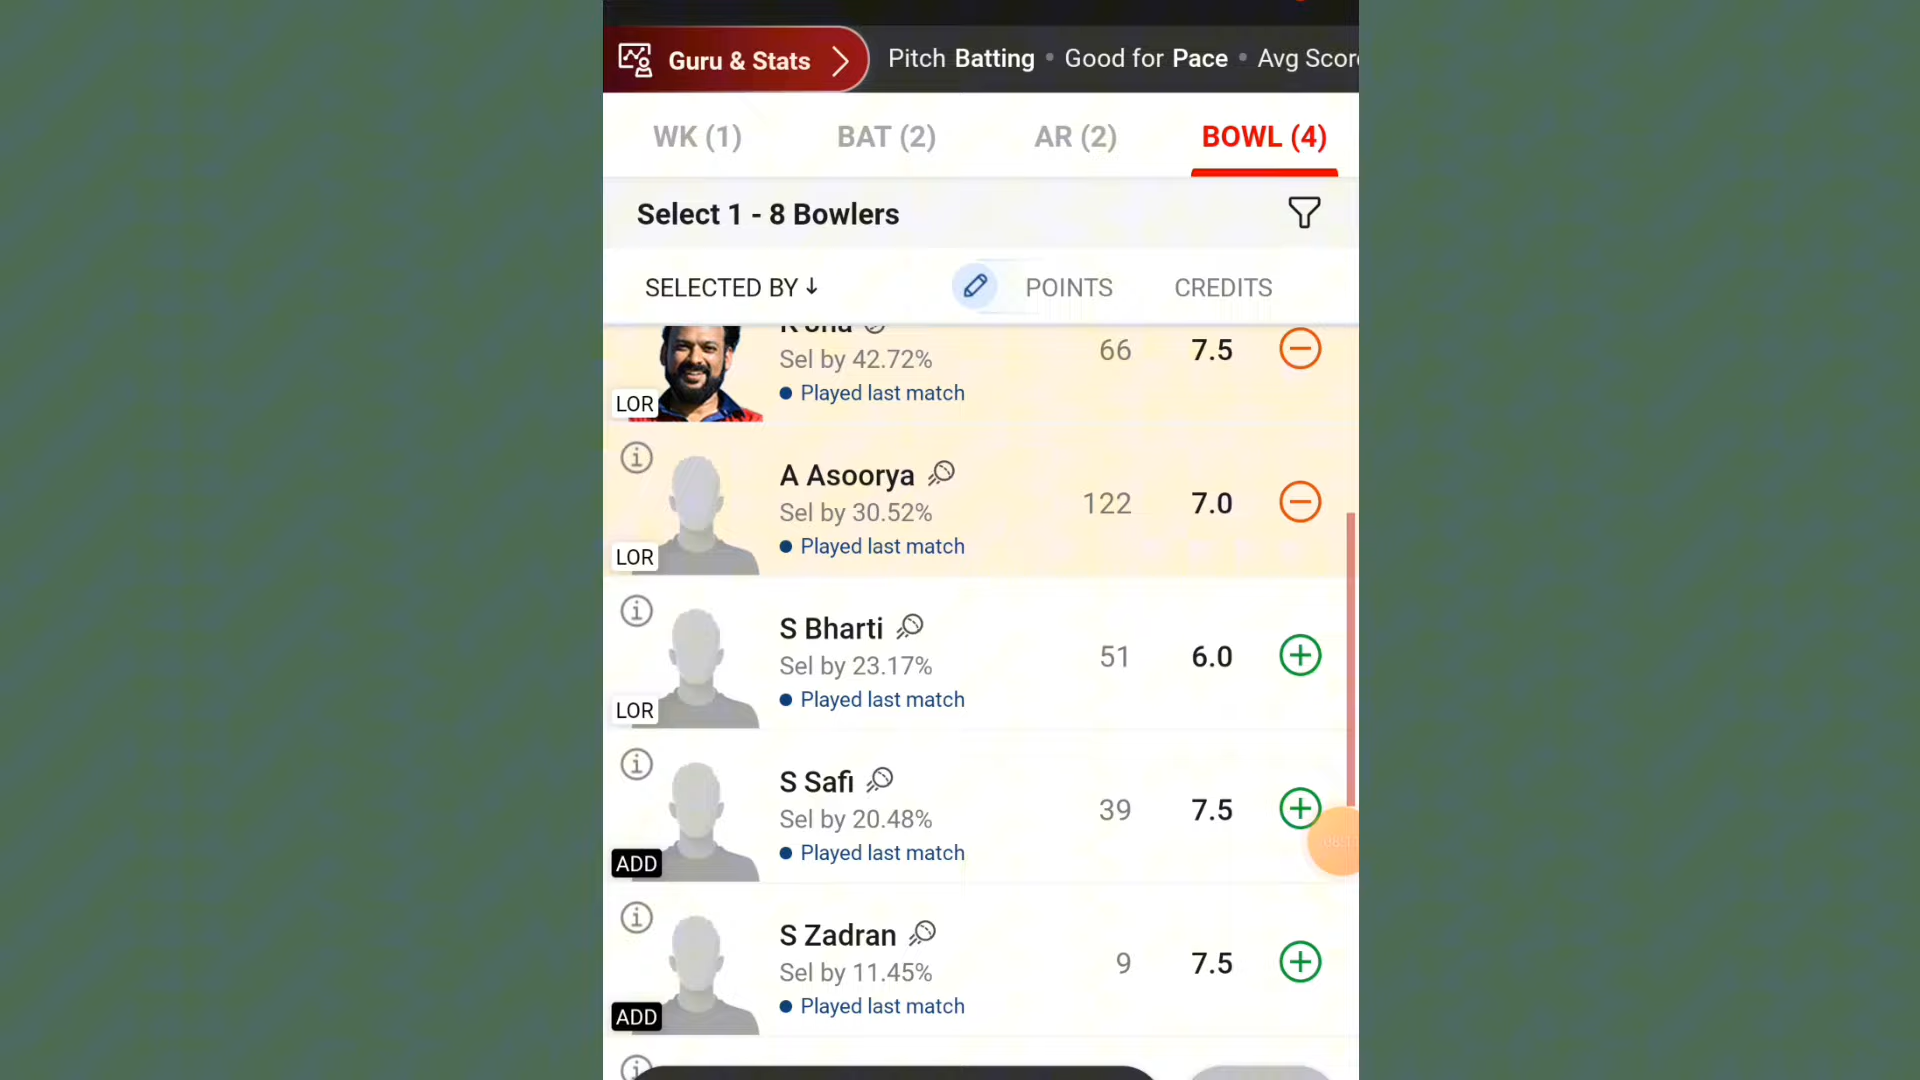 Guru & Stats
Pitch Batting • Good for Pace • Avg Score
WK (1)
BAT (2)
AR (2)
BOWL (4)
Select 1 - 8 Bowlers
SELECTED BY ↓
POINTS
CREDITS
Sel by 42.72%
66
7.5
Played last match
LOR
A Asoorya
Sel by 30.52%
122
7.0
Played last match
LOR
S Bharti
Sel by 23.17%
51
6.0
Played last match
LOR
S Safi
Sel by 20.48%
39
7.5
Played last match
ADD
S Zadran
Sel by 11.45%
9
7.5
Played last match
ADD